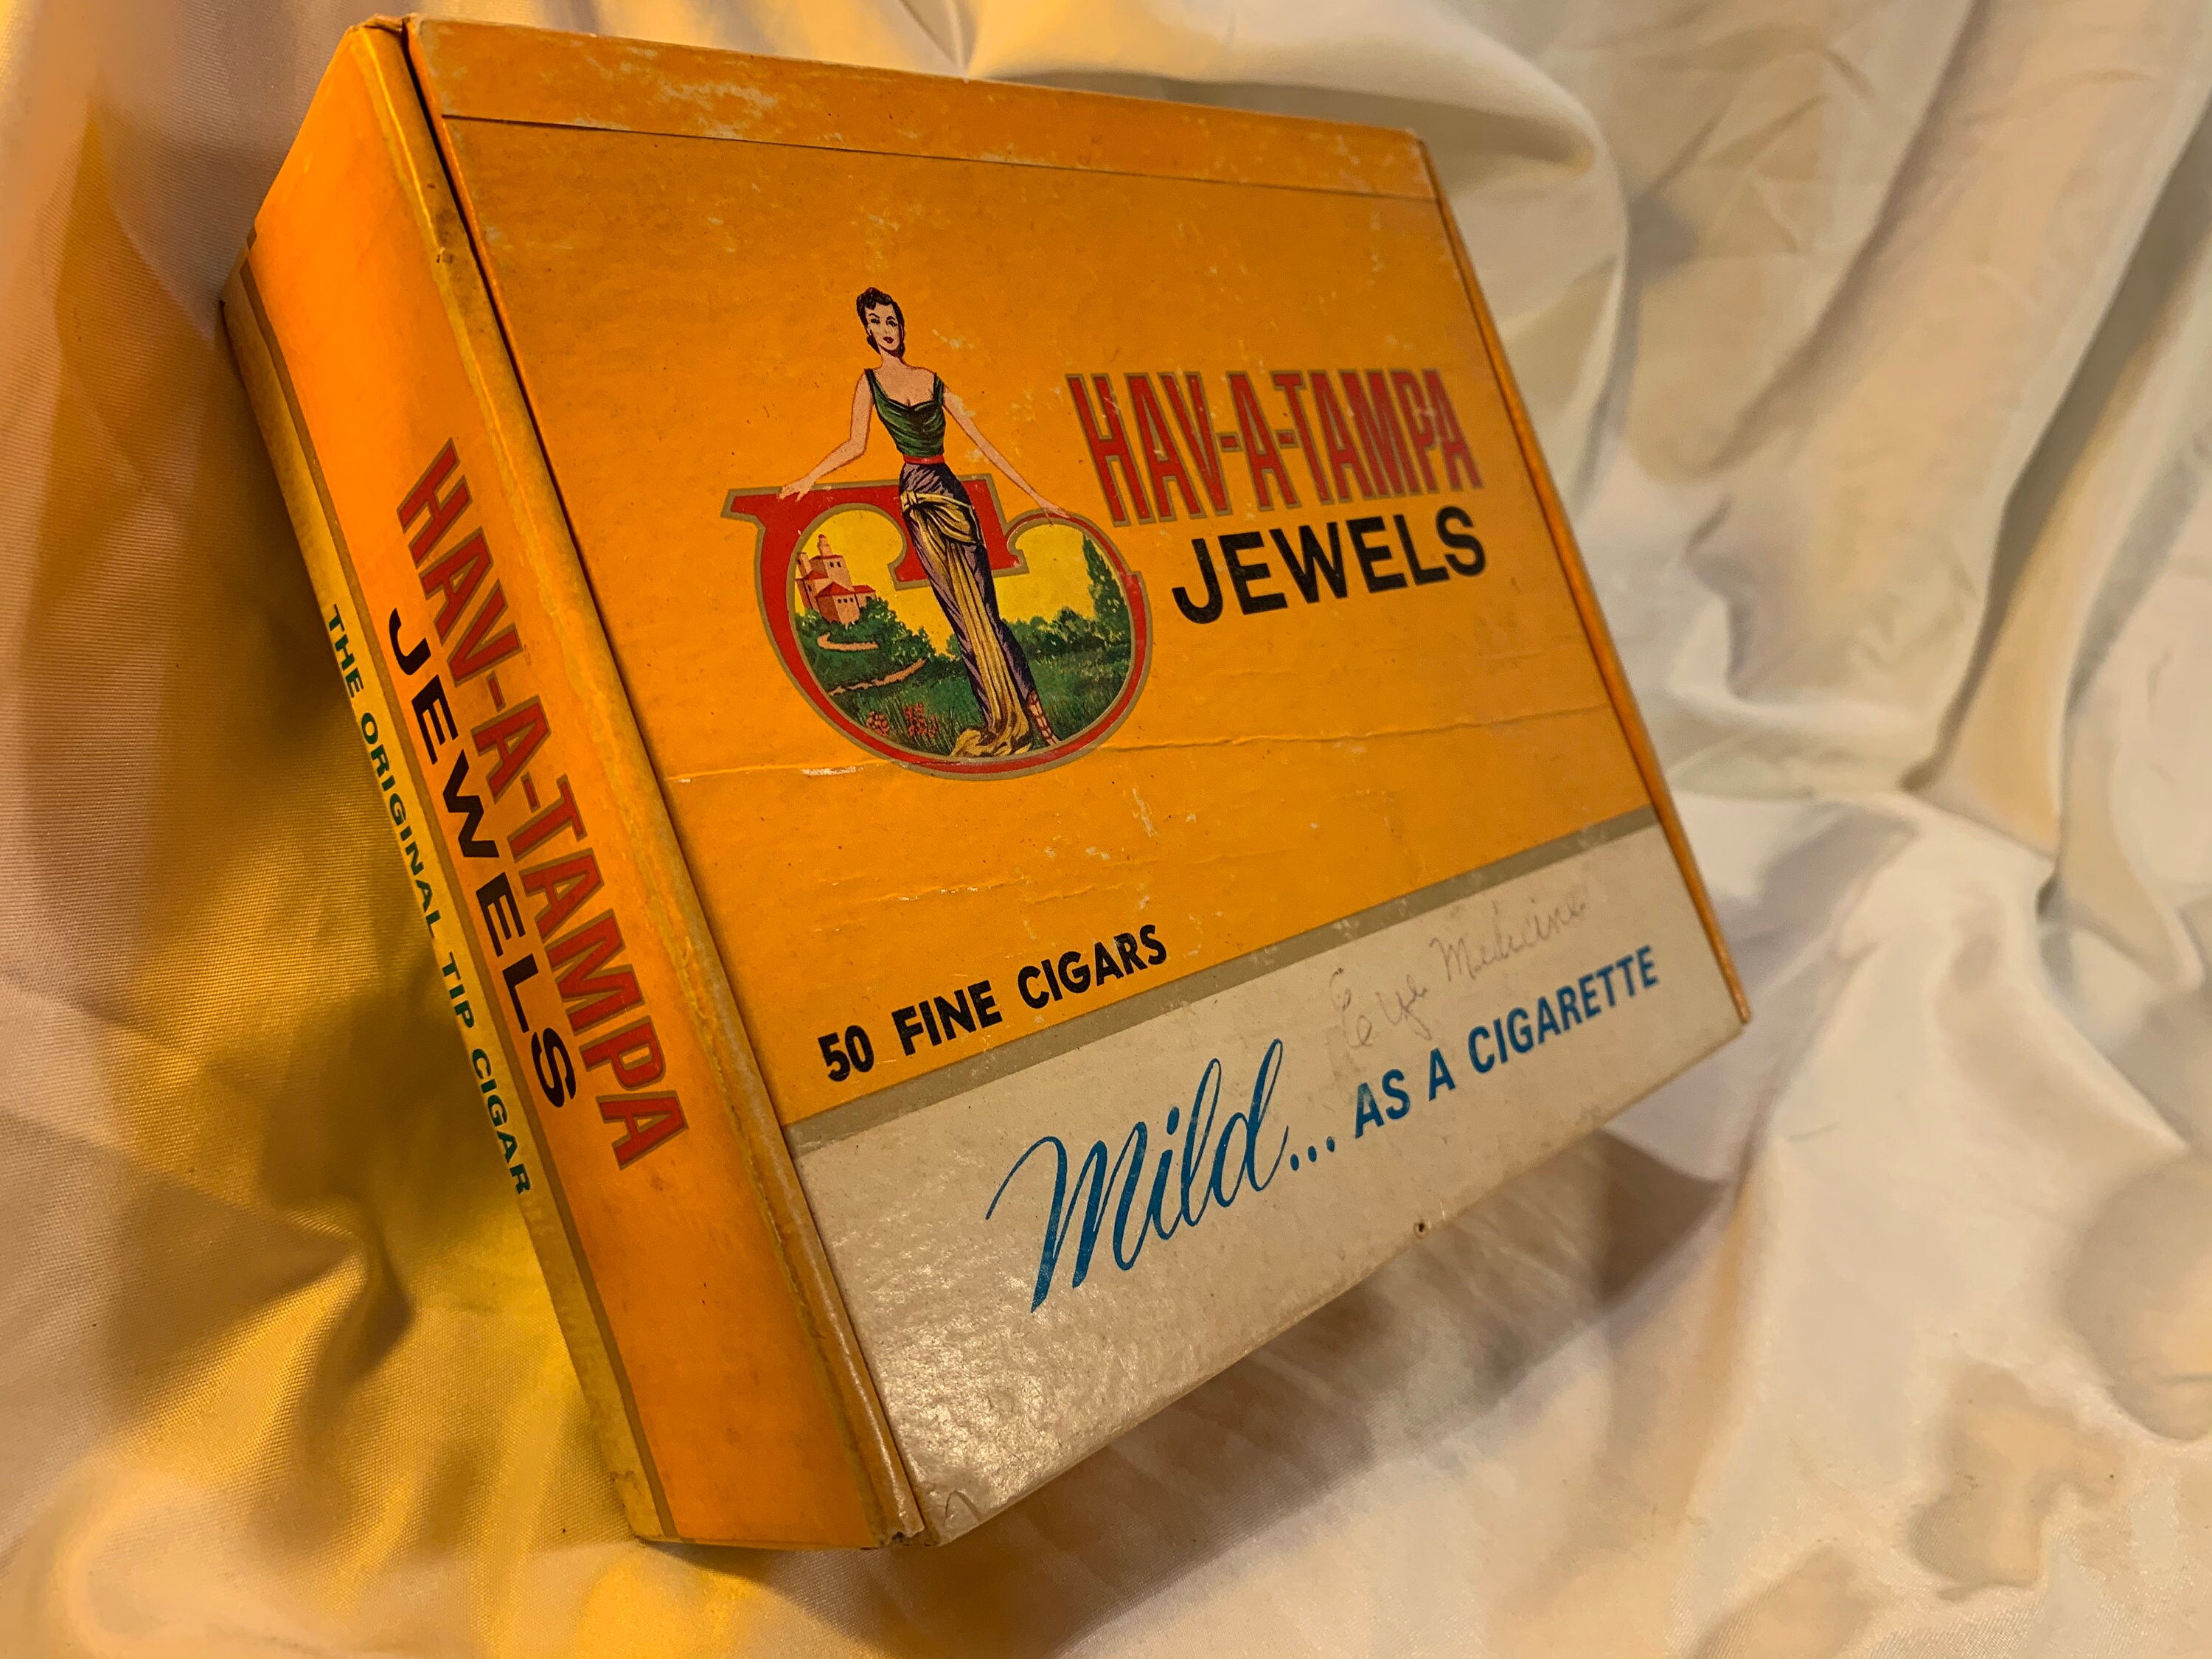 HAV-A-TAMPA
JEWELS
50 FINE CIGARS
Eye Medicine
Mild... AS A CIGARETTE
HAV-A-TAMPA
JEWELS
THE ORIGINAL TIP CIGAR